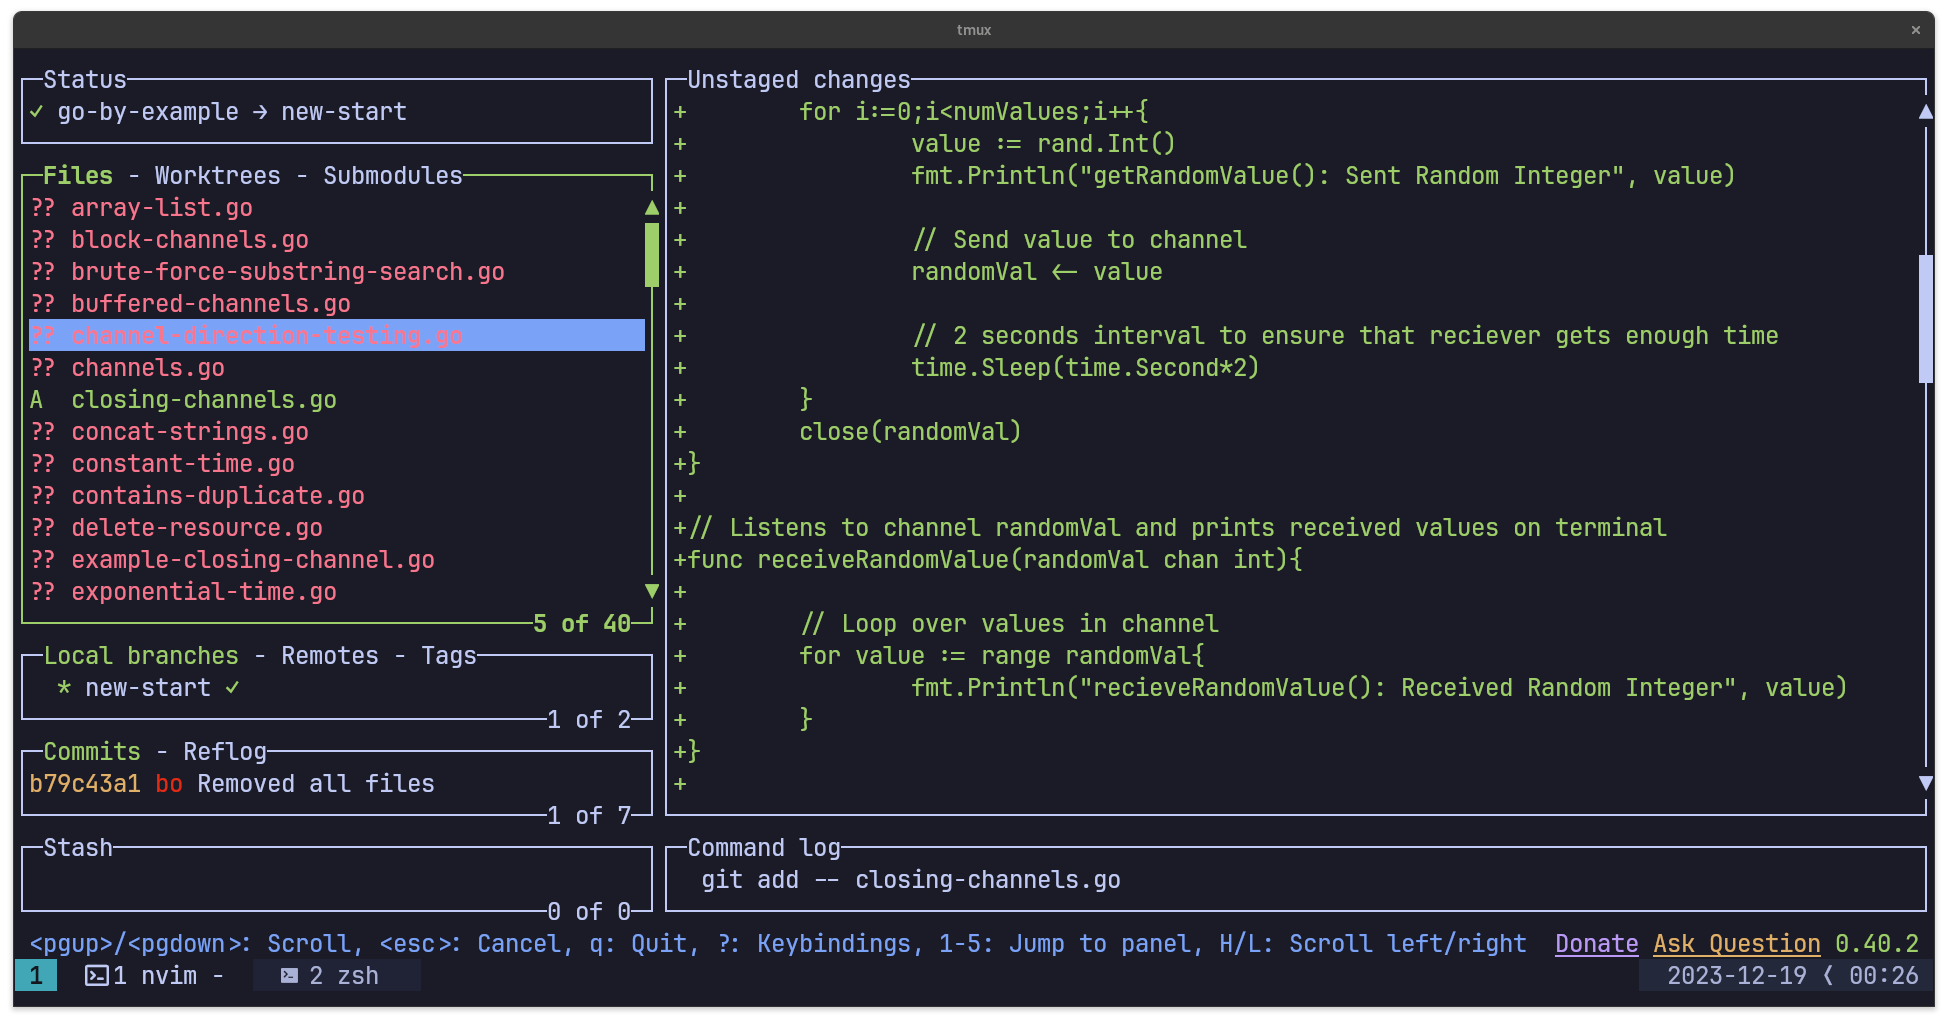 tmux
Status
✓ go-by-example → new-start
Files - Worktrees - Submodules
?? array-list.go
?? block-channels.go
?? brute-force-substring-search.go
?? buffered-channels.go
?? channel-direction-testing.go
?? channels.go
A  closing-channels.go
?? concat-strings.go
?? constant-time.go
?? contains-duplicate.go
?? delete-resource.go
?? example-closing-channel.go
?? exponential-time.go
5 of 40
Local branches - Remotes - Tags
* new-start ✓
1 of 2
Commits - Reflog
b79c43a1 bo Removed all files
1 of 7
Stash
0 of 0
Unstaged changes
+        for i:=0;i<numValues;i++{
+                value := rand.Int()
+                fmt.Println("getRandomValue(): Sent Random Integer", value)
+
+                // Send value to channel
+                randomVal <- value
+
+                // 2 seconds interval to ensure that reciever gets enough time
+                time.Sleep(time.Second*2)
+        }
+        close(randomVal)
+}
+
+// Listens to channel randomVal and prints received values on terminal
+func receiveRandomValue(randomVal chan int){
+
+        // Loop over values in channel
+        for value := range randomVal{
+                fmt.Println("recieveRandomValue(): Received Random Integer", value)
+        }
+}
+
Command log
git add -- closing-channels.go
<pgup>/<pgdown>: Scroll, <esc>: Cancel, q: Quit, ?: Keybindings, 1-5: Jump to panel, H/L: Scroll left/right  Donate Ask Question 0.40.2
1  1 nvim -  2 zsh  2023-12-19 ❬ 00:26